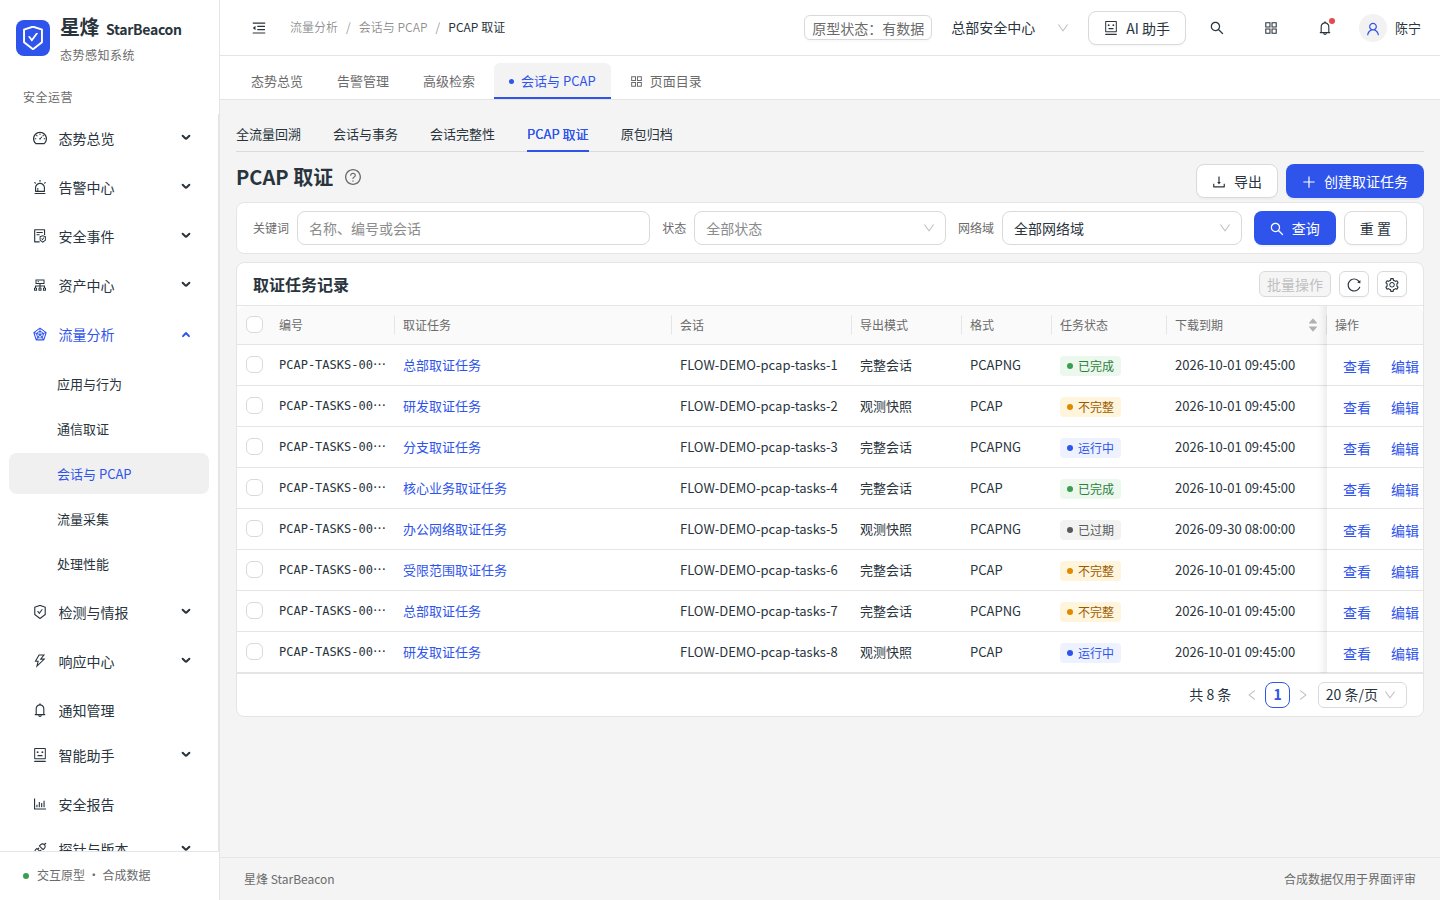 星烽 StarBeacon
态势感知系统
安全运营
态势总览
告警中心
安全事件
资产中心
流量分析
应用与行为
通信取证
会话与 PCAP
流量采集
处理性能
检测与情报
响应中心
通知管理
智能助手
安全报告
探针与版本
交互原型 · 合成数据
流量分析 / 会话与 PCAP / PCAP 取证
原型状态：有数据
总部安全中心
AI 助手
陈宁
态势总览 告警管理 高级检索 会话与 PCAP 页面目录
全流量回溯 会话与事务 会话完整性 PCAP 取证 原包归档
PCAP 取证
导出
创建取证任务
关键词 名称、编号或会话 状态 全部状态 网络域 全部网络域 查询 重 置
取证任务记录
批量操作
编号 取证任务 会话 导出模式 格式 任务状态 下载到期 操作
PCAP-TASKS-00··· 总部取证任务 FLOW-DEMO-pcap-tasks-1 完整会话 PCAPNG 已完成 2026-10-01 09:45:00 查看 编辑
PCAP-TASKS-00··· 研发取证任务 FLOW-DEMO-pcap-tasks-2 观测快照 PCAP 不完整 2026-10-01 09:45:00 查看 编辑
PCAP-TASKS-00··· 分支取证任务 FLOW-DEMO-pcap-tasks-3 完整会话 PCAPNG 运行中 2026-10-01 09:45:00 查看 编辑
PCAP-TASKS-00··· 核心业务取证任务 FLOW-DEMO-pcap-tasks-4 完整会话 PCAP 已完成 2026-10-01 09:45:00 查看 编辑
PCAP-TASKS-00··· 办公网络取证任务 FLOW-DEMO-pcap-tasks-5 观测快照 PCAPNG 已过期 2026-09-30 08:00:00 查看 编辑
PCAP-TASKS-00··· 受限范围取证任务 FLOW-DEMO-pcap-tasks-6 完整会话 PCAP 不完整 2026-10-01 09:45:00 查看 编辑
PCAP-TASKS-00··· 总部取证任务 FLOW-DEMO-pcap-tasks-7 完整会话 PCAPNG 不完整 2026-10-01 09:45:00 查看 编辑
PCAP-TASKS-00··· 研发取证任务 FLOW-DEMO-pcap-tasks-8 观测快照 PCAP 运行中 2026-10-01 09:45:00 查看 编辑
共 8 条 1 20 条/页
星烽 StarBeacon
合成数据仅用于界面评审